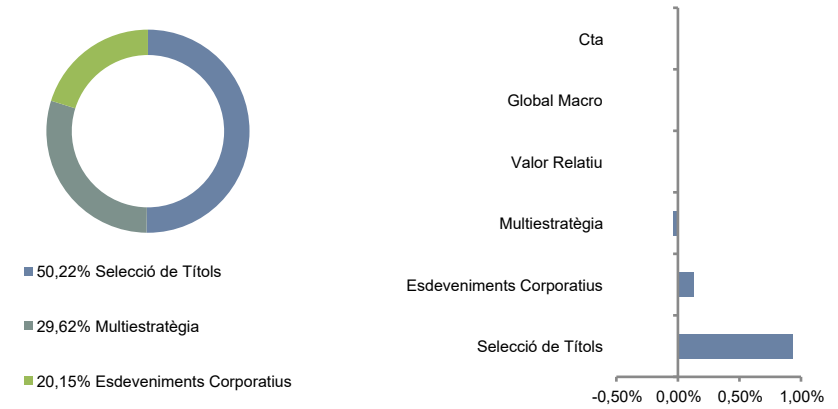 50,22% Selecció de Títols
29,62% Multiestratègia
20,15% Esdeveniments Corporatius
Cta
Global Macro
Valor Relatiu
Multiestratègia
Esdeveniments Corporatius
Selecció de Títols
-0,50% 0,00% 0,50% 1,00%